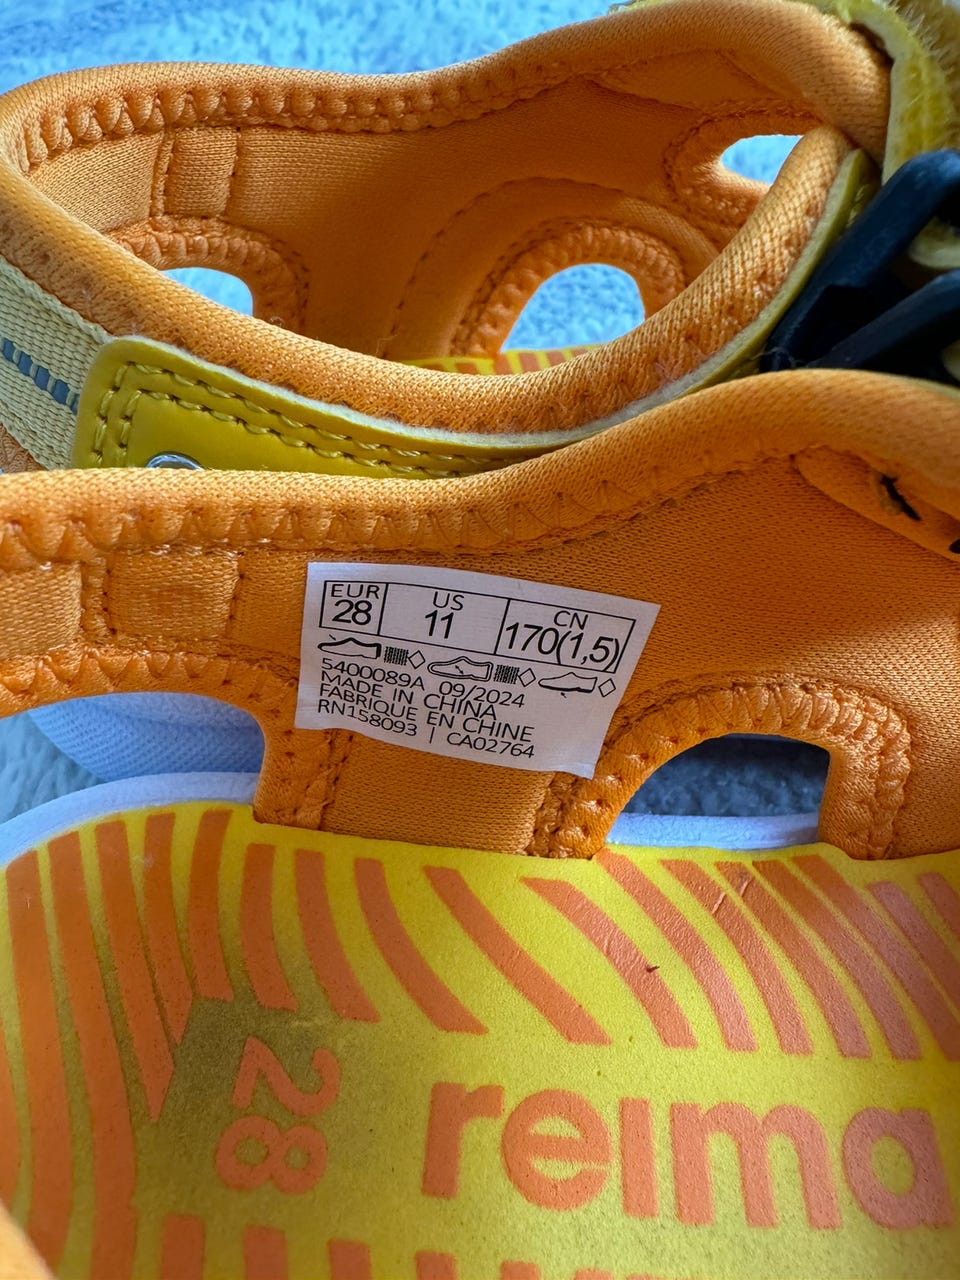 EUR US CN
28 11 170(1,5)
5400089A 09/2024
MADE IN CHINA
FABRIQUE EN CHINE
RN158093 | CA02764
28
reima